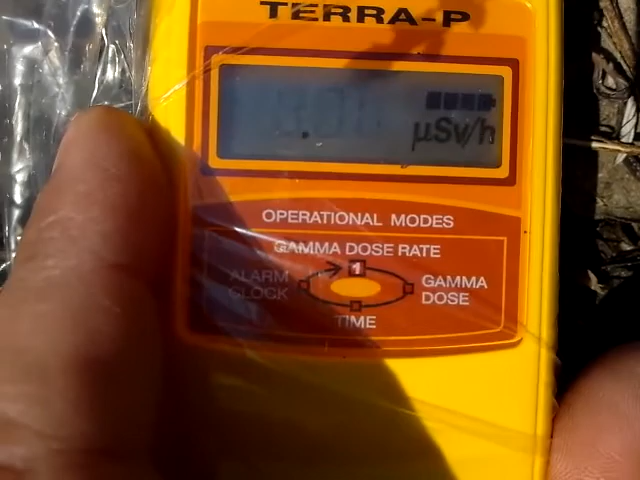 TERRA-P
µSv/h
OPERATIONAL MODES
GAMMA DOSE RATE
1
ALARM
CLOCK
GAMMA
DOSE
TIME